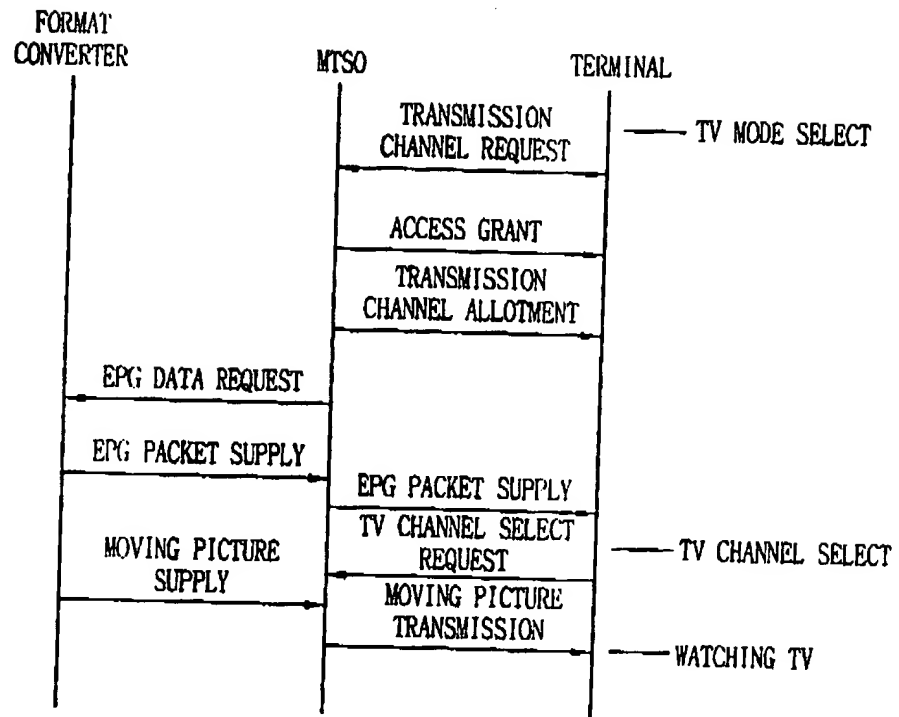 FORMAT
CONVERTER
MTSO
TERMINAL
TRANSMISSION
CHANNEL REQUEST
TV MODE SELECT
ACCESS GRANT
TRANSMISSION
CHANNEL ALLOTMENT
EPG DATA REQUEST
EPG PACKET SUPPLY
EPG PACKET SUPPLY
TV CHANNEL SELECT
REQUEST
TV CHANNEL SELECT
MOVING PICTURE
SUPPLY
MOVING PICTURE
TRANSMISSION
WATCHING TV